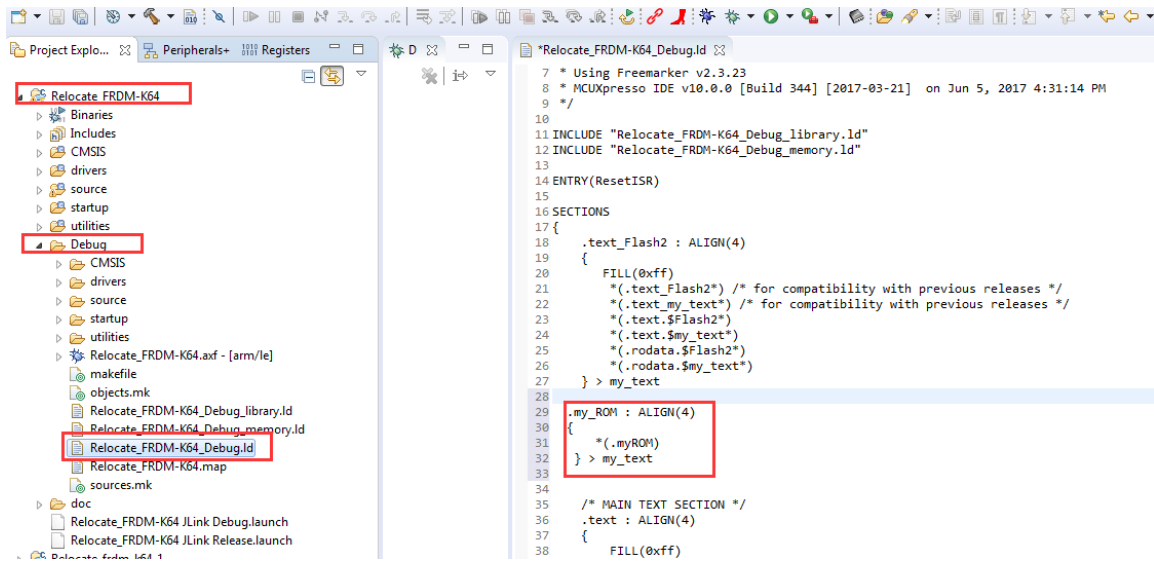 Project Explo...
Peripherals+
Registers
D
*Relocate_FRDM-K64_Debug.ld
Relocate_FRDM-K64
Binaries
Includes
CMSIS
drivers
source
startup
utilities
Debug
CMSIS
drivers
source
startup
utilities
Relocate_FRDM-K64.axf - [arm/le]
makefile
objects.mk
Relocate_FRDM-K64_Debug_library.ld
Relocate_FRDM-K64_Debug_memory.ld
Relocate_FRDM-K64_Debug.ld
Relocate_FRDM-K64.map
sources.mk
doc
Relocate_FRDM-K64 JLink Debug.launch
Relocate_FRDM-K64 JLink Release.launch
Relocate_frdm_k64_1
7 * Using Freemarker v2.3.23
8 * MCUXpresso IDE v10.0.0 [Build 344] [2017-03-21] on Jun 5, 2017 4:31:14 PM
9 */
10
11 INCLUDE "Relocate_FRDM-K64_Debug_library.ld"
12 INCLUDE "Relocate_FRDM-K64_Debug_memory.ld"
13
14 ENTRY(ResetISR)
15
16 SECTIONS
17 {
18 .text_Flash2 : ALIGN(4)
19 {
20 FILL(0xff)
21 *(.text_Flash2*) /* for compatibility with previous releases */
22 *(.text_my_text*) /* for compatibility with previous releases */
23 *(.text.$Flash2*)
24 *(.text.$my_text*)
25 *(.rodata.$Flash2*)
26 *(.rodata.$my_text*)
27 } > my_text
28
29 .my_ROM : ALIGN(4)
30 {
31 *(.myROM)
32 } > my_text
33
34
35 /* MAIN TEXT SECTION */
36 .text : ALIGN(4)
37 {
38 FILL(0xff)